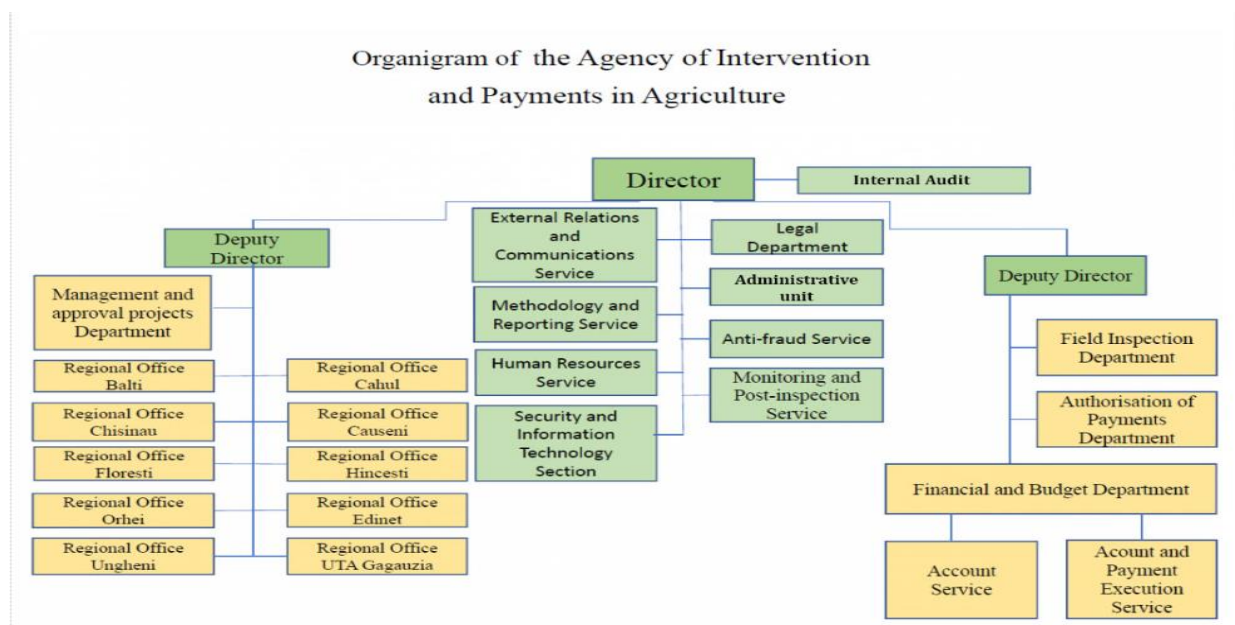 Organigram of the Agency of Intervention
and Payments in Agriculture
Director
Internal Audit
Deputy
Director
Management and
approval projects
Department
Regional Office
Balti
Regional Office
Cahul
Regional Office
Chisinau
Regional Office
Causeni
Regional Office
Floresti
Regional Office
Hincesti
Regional Office
Orhei
Regional Office
Edinet
Regional Office
Ungheni
Regional Office
UTA Gagauzia
External Relations
and
Communications
Service
Legal
Department
Methodology and
Reporting Service
Administrative
unit
Human Resources
Service
Anti-fraud Service
Security and
Information
Technology
Section
Monitoring and
Post-inspection
Service
Deputy Director
Field Inspection
Department
Authorisation of
Payments
Department
Financial and Budget Department
Account
Service
Acount and
Payment
Execution
Service